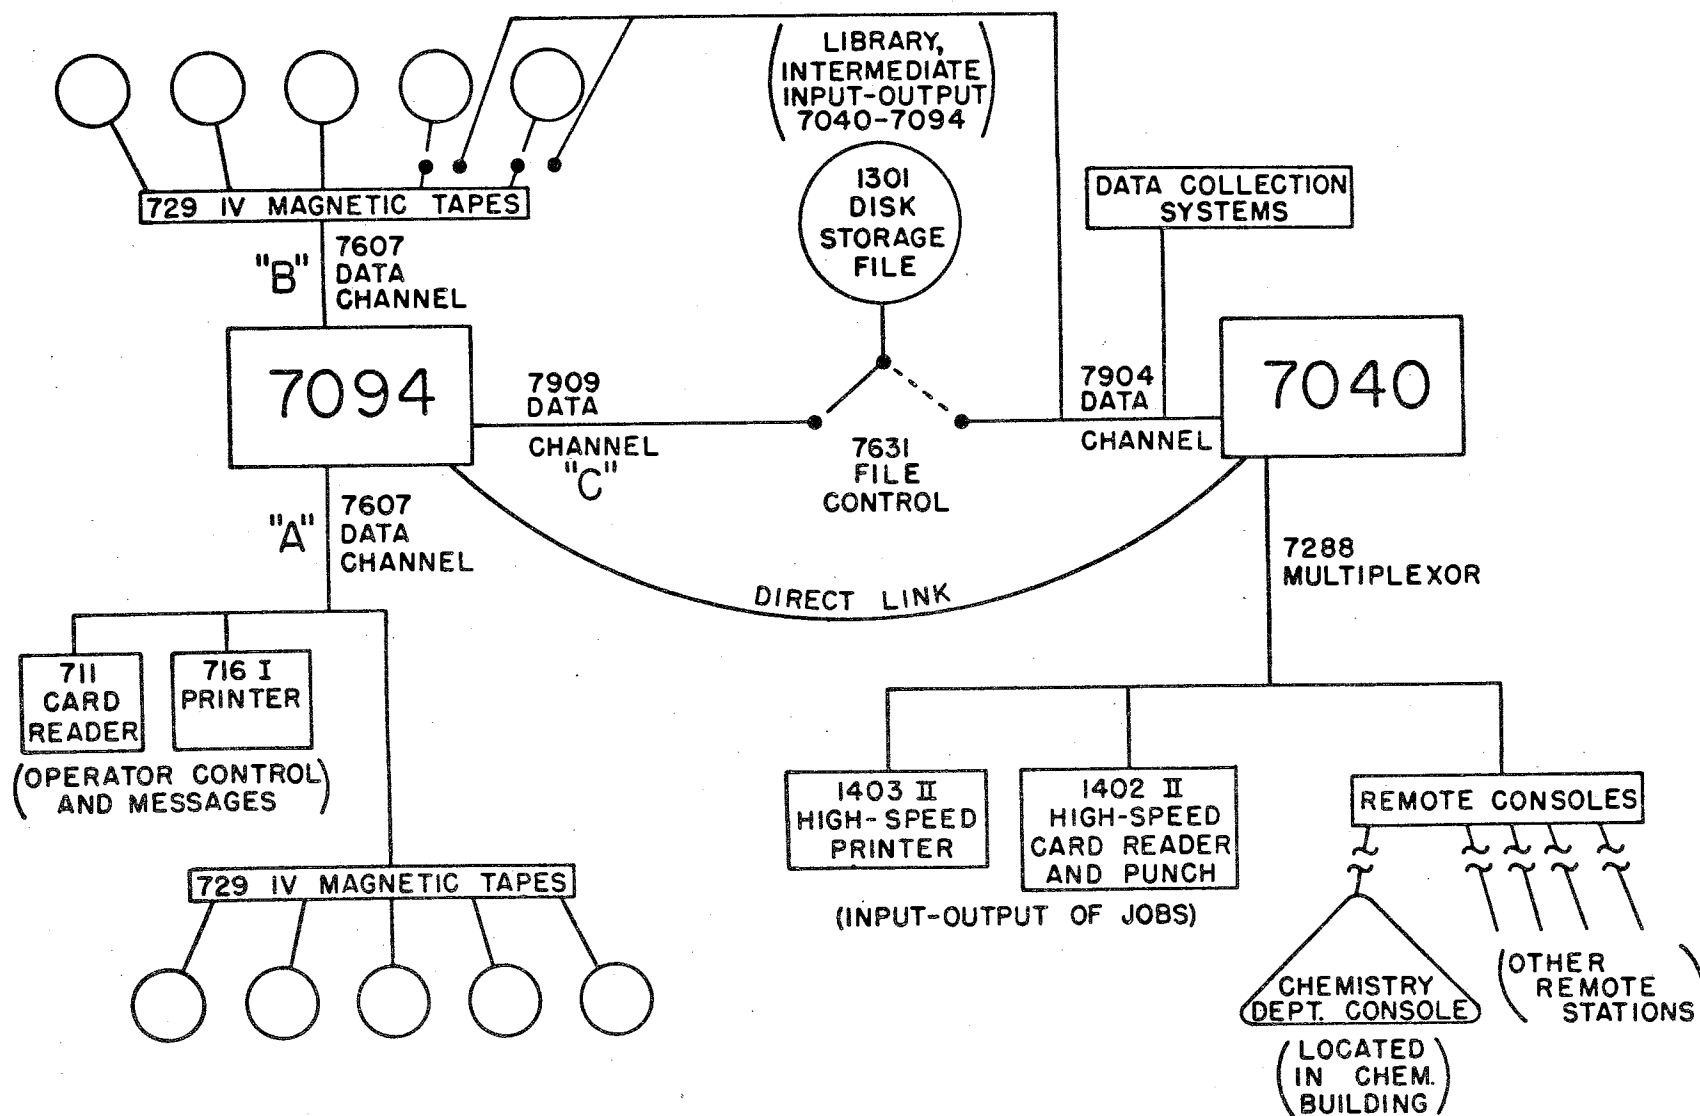 (LIBRARY,
INTERMEDIATE
INPUT-OUTPUT
7040-7094)
1301
DISK
STORAGE
FILE
DATA COLLECTION
SYSTEMS
729 IV MAGNETIC TAPES
"B"
7607
DATA
CHANNEL
7094
7909
DATA
CHANNEL
"C"
7631
FILE
CONTROL
7904
DATA
CHANNEL
7040
"A"
7607
DATA
CHANNEL
DIRECT LINK
7288
MULTIPLEXOR
711
CARD
READER
716 I
PRINTER
(OPERATOR CONTROL
AND MESSAGES)
1403 II
HIGH-SPEED
PRINTER
1402 II
HIGH-SPEED
CARD READER
AND PUNCH
(INPUT-OUTPUT OF JOBS)
REMOTE CONSOLES
729 IV MAGNETIC TAPES
CHEMISTRY
DEPT. CONSOLE
(LOCATED
IN CHEM.
BUILDING)
(OTHER
REMOTE
STATIONS)